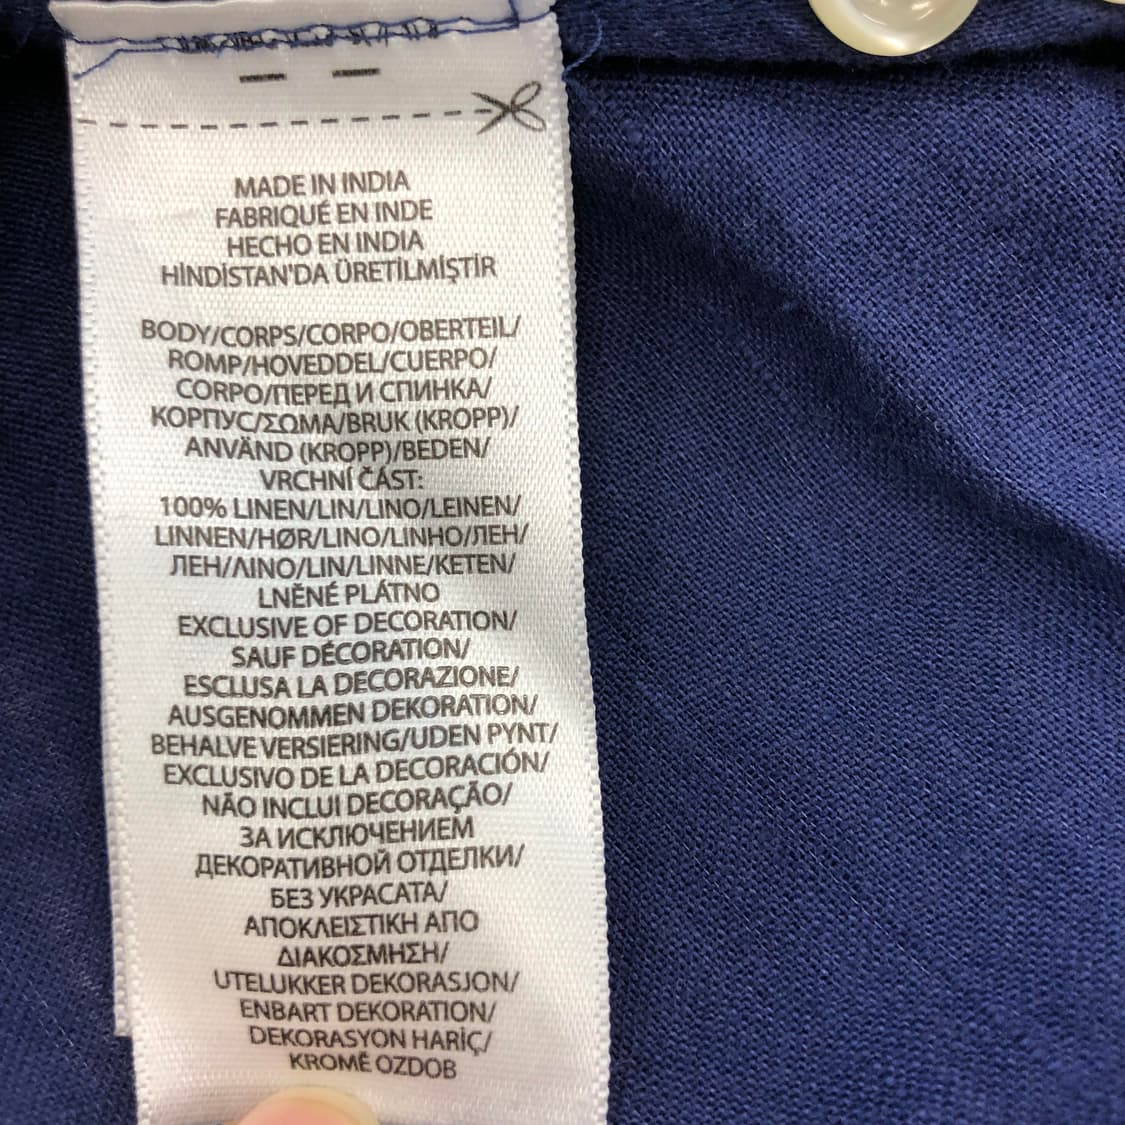 MADE IN INDIA
FABRIQUÉ EN INDE
HECHO EN INDIA
HİNDİSTAN'DA ÜRETİLMİŞTİR
BODY/CORPS/CORPO/OBERTEIL/
ROMP/HOVEDDEL/CUERPO/
CORPO/ПЕРЕД И СПИНКА/
КОРПУС/ΣΩΜΑ/BRUK (KROPP)/
ANVÄND (KROPP)/BEDEN/
VRCHNÍ ČÁST:
100% LINEN/LIN/LINO/LEINEN/
LINNEN/HØR/LINO/LINHO/ЛЕН/
ЛЕН/ΛΙΝΟ/LIN/LINNE/KETEN/
LNĚNÉ PLÁTNO
EXCLUSIVE OF DECORATION/
SAUF DÉCORATION/
ESCLUSA LA DECORAZIONE/
AUSGENOMMEN DEKORATION/
BEHALVE VERSIERING/UDEN PYNT/
EXCLUSIVO DE LA DECORACIÓN/
NÃO INCLUI DECORAÇÃO/
ЗА ИСКЛЮЧЕНИЕМ
ДЕКОРАТИВНОЙ ОТДЕЛКИ/
БЕЗ УКРАСАТА/
ΑΠΟΚΛΕΙΣΤΙΚΗ ΑΠΟ
ΔΙΑΚΟΣΜΗΣΗ/
UTELUKKER DEKORASJON/
ENBART DEKORATION/
DEKORASYON HARİÇ/
KROMĚ OZDOB